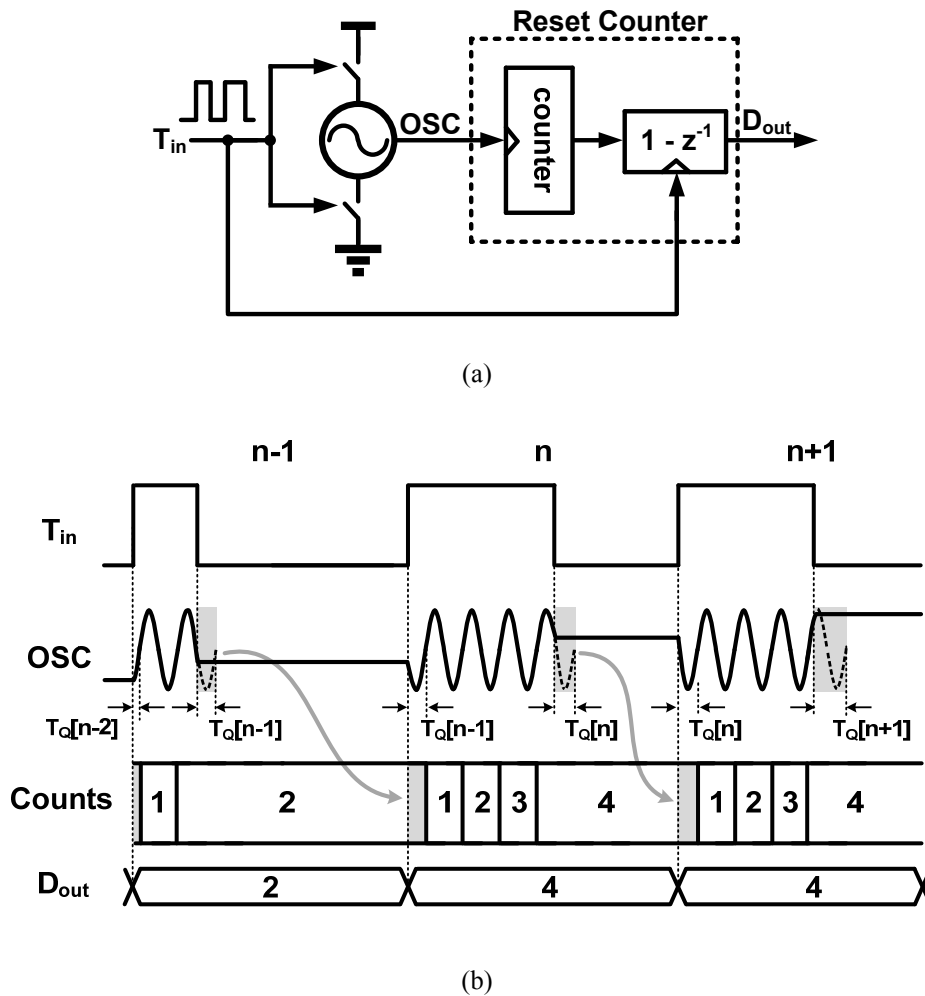 Reset Counter
T_in
OSC
counter
1 - z⁻¹
D_out
(a)
n-1 n n+1
T_in
OSC
T_Q[n-2] T_Q[n-1] T_Q[n-1] T_Q[n] T_Q[n] T_Q[n+1]
Counts 1 2 1 2 3 4 1 2 3 4
D_out 2 4 4
(b)